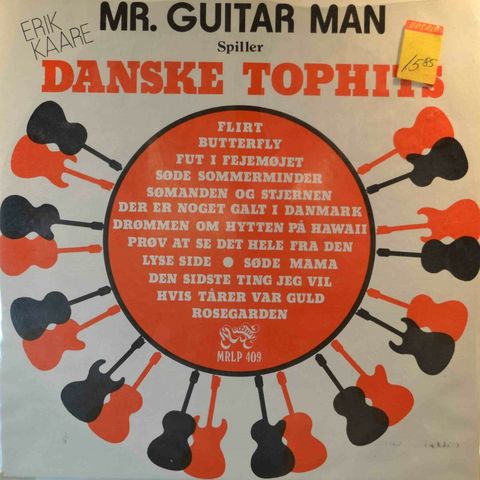 ERIK
KAARE
MR. GUITAR MAN
Spiller
DANSKE TOPHITS
15 85
FLIRT
BUTTERFLY
FUT I FEJEMØJET
SØDE SOMMERMINDER
SØMANDEN OG STJERNEN
DER ER NOGET GALT I DANMARK
DRØMMEN OM HYTTEN PÅ HAWAII
PRØV AT SE DET HELE FRA DEN
LYSE SIDE ● SØDE MAMA
DEN SIDSTE TING JEG VIL
HVIS TÅRER VAR GULD
ROSEGARDEN
MRLP 409